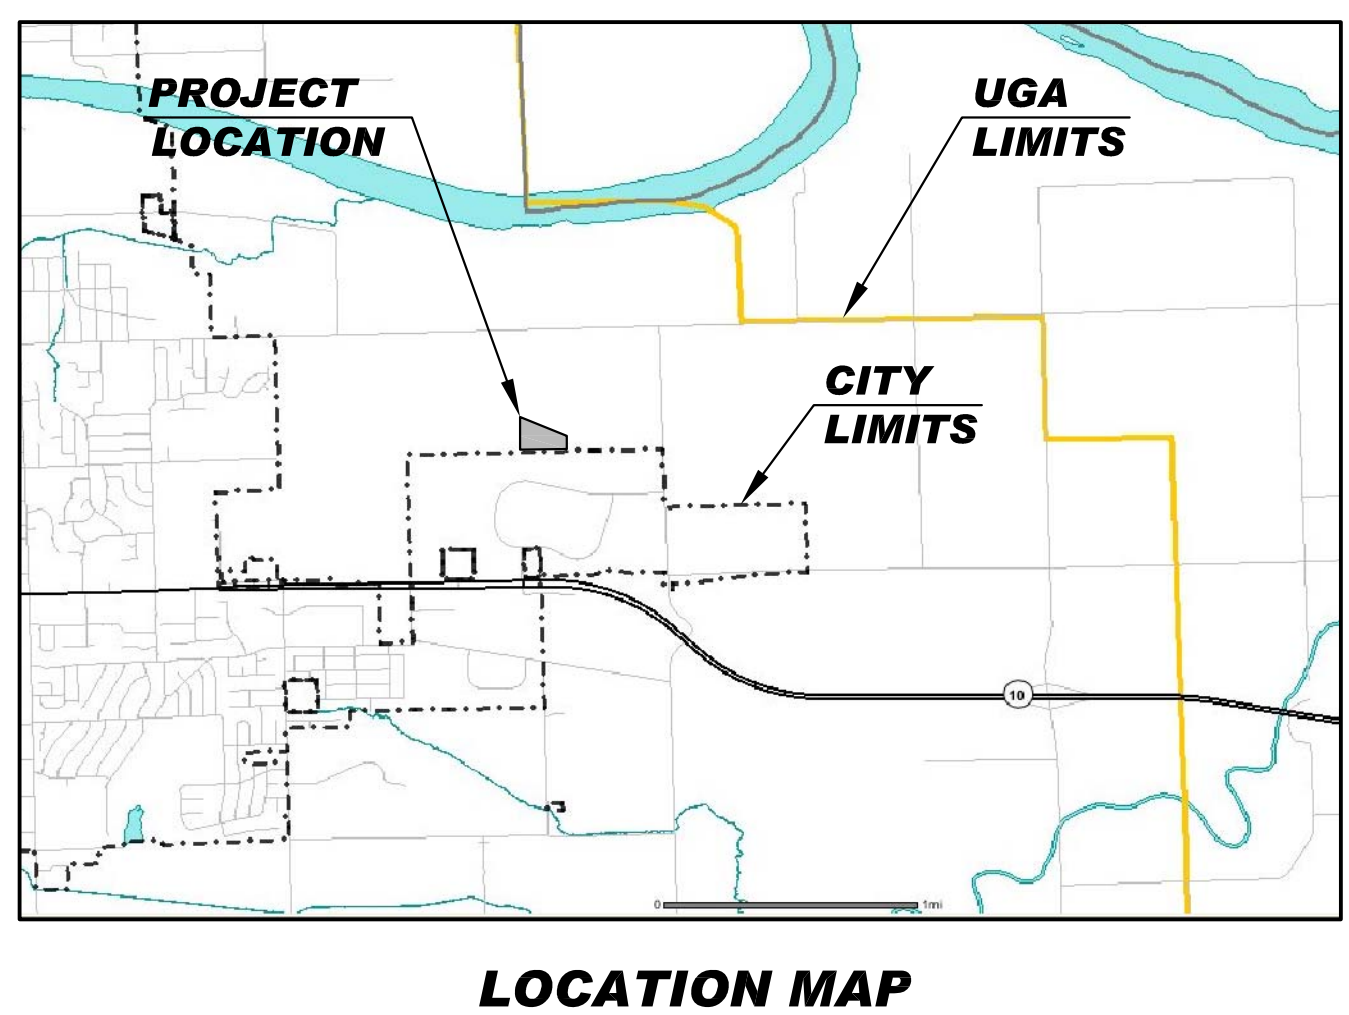 PROJECT
LOCATION
UGA
LIMITS
CITY
LIMITS
10
0 1mi
LOCATION MAP